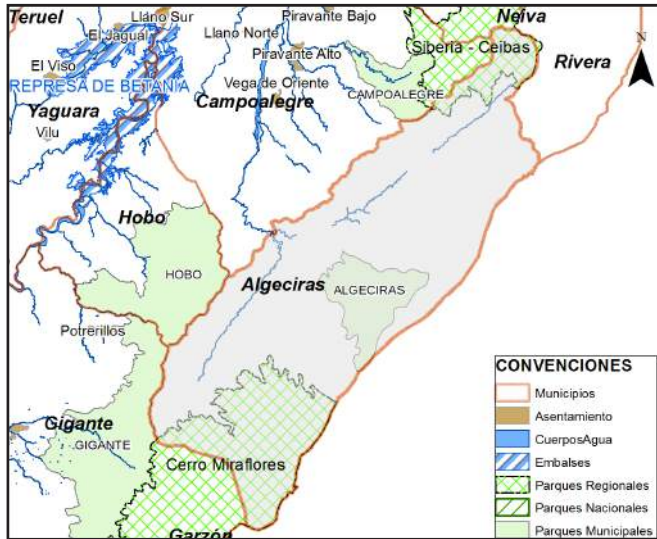 Teruel
Llano Sur
Piravante Bajo
Neiva
El Jagual
Llano Norte
Siberia - Ceibas
N
El Viso
Piravante Alto
Rivera
REPRESA DE BETANIA
Vega de Oriente
CAMPOALEGRE
Yaguara
Campoalegre
Vilu
Hobo
HOBO
Algeciras
ALGECIRAS
Potrerillos
Gigante
GIGANTE
Cerro Miraflores
Garzón
CONVENCIONES
Municipios
Asentamiento
CuerposAgua
Embalses
Parques Regionales
Parques Nacionales
Parques Municipales